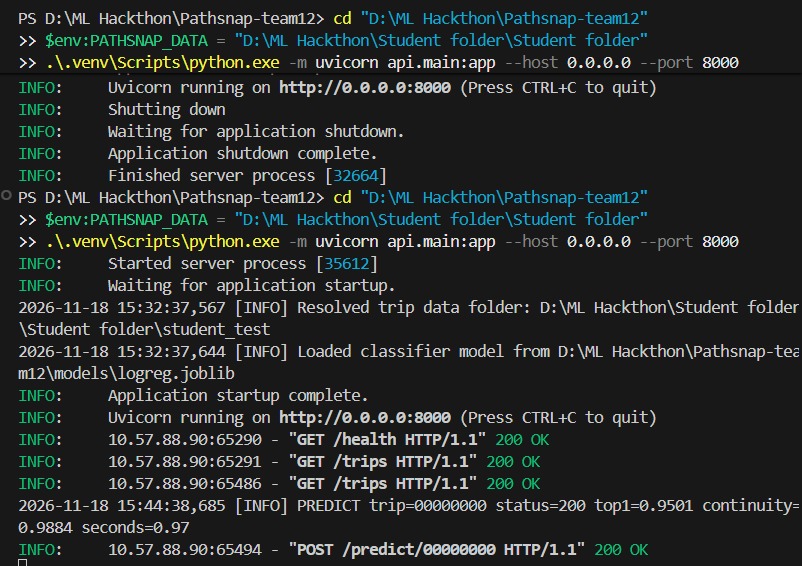 PS D:\ML Hackthon\Pathsnap-team12> cd "D:\ML Hackthon\Pathsnap-team12"
>> $env:PATHSNAP_DATA = "D:\ML Hackthon\Student folder\Student folder"
>> .\.venv\Scripts\python.exe -m uvicorn api.main:app --host 0.0.0.0 --port 8000
INFO:     Uvicorn running on http://0.0.0.0:8000 (Press CTRL+C to quit)
INFO:     Shutting down
INFO:     Waiting for application shutdown.
INFO:     Application shutdown complete.
INFO:     Finished server process [32664]
PS D:\ML Hackthon\Pathsnap-team12> cd "D:\ML Hackthon\Pathsnap-team12"
>> $env:PATHSNAP_DATA = "D:\ML Hackthon\Student folder\Student folder"
>> .\.venv\Scripts\python.exe -m uvicorn api.main:app --host 0.0.0.0 --port 8000
INFO:     Started server process [35612]
INFO:     Waiting for application startup.
2026-11-18 15:32:37,567 [INFO] Resolved trip data folder: D:\ML Hackthon\Student folder
\Student folder\student_test
2026-11-18 15:32:37,644 [INFO] Loaded classifier model from D:\ML Hackthon\Pathsnap-tea
m12\models\logreg.joblib
INFO:     Application startup complete.
INFO:     Uvicorn running on http://0.0.0.0:8000 (Press CTRL+C to quit)
INFO:     10.57.88.90:65290 - "GET /health HTTP/1.1" 200 OK
INFO:     10.57.88.90:65291 - "GET /trips HTTP/1.1" 200 OK
INFO:     10.57.88.90:65486 - "GET /trips HTTP/1.1" 200 OK
2026-11-18 15:44:38,685 [INFO] PREDICT trip=00000000 status=200 top1=0.9501 continuity=
0.9884 seconds=0.97
INFO:     10.57.88.90:65494 - "POST /predict/00000000 HTTP/1.1" 200 OK